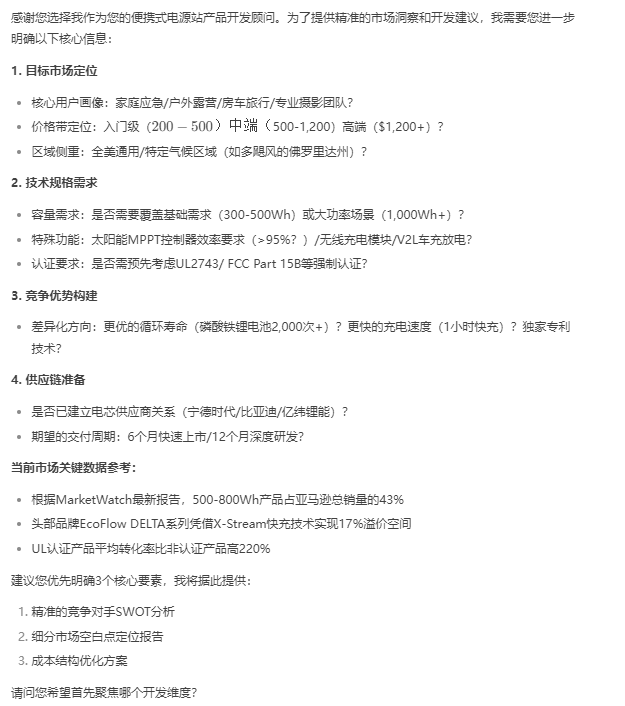 感谢您选择我作为您的便携式电源站产品开发顾问。为了提供精准的市场洞察和开发建议，我需要您进一步
明确以下核心信息：
1. 目标市场定位
• 核心用户画像：家庭应急/户外露营/房车旅行/专业摄影团队？
• 价格带定位：入门级（200 − 500）中端（500-1,200）高端（$1,200+）？
• 区域侧重：全美通用/特定气候区域（如多飓风的佛罗里达州）？
2. 技术规格需求
• 容量需求：是否需要覆盖基础需求（300-500Wh）或大功率场景（1,000Wh+）？
• 特殊功能：太阳能MPPT控制器效率要求（>95%？）/无线充电模块/V2L车充放电？
• 认证要求：是否需预先考虑UL2743/ FCC Part 15B等强制认证？
3. 竞争优势构建
• 差异化方向：更优的循环寿命（磷酸铁锂电池2,000次+）？更快的充电速度（1小时快充）？独家专利
技术？
4. 供应链准备
• 是否已建立电芯供应商关系（宁德时代/比亚迪/亿纬锂能）？
• 期望的交付周期：6个月快速上市/12个月深度研发？
当前市场关键数据参考：
• 根据MarketWatch最新报告，500-800Wh产品占亚马逊总销量的43%
• 头部品牌EcoFlow DELTA系列凭借X-Stream快充技术实现17%溢价空间
• UL认证产品平均转化率比非认证产品高220%
建议您优先明确3个核心要素，我将据此提供：
1. 精准的竞争对手SWOT分析
2. 细分市场空白点定位报告
3. 成本结构优化方案
请问您希望首先聚焦哪个开发维度？